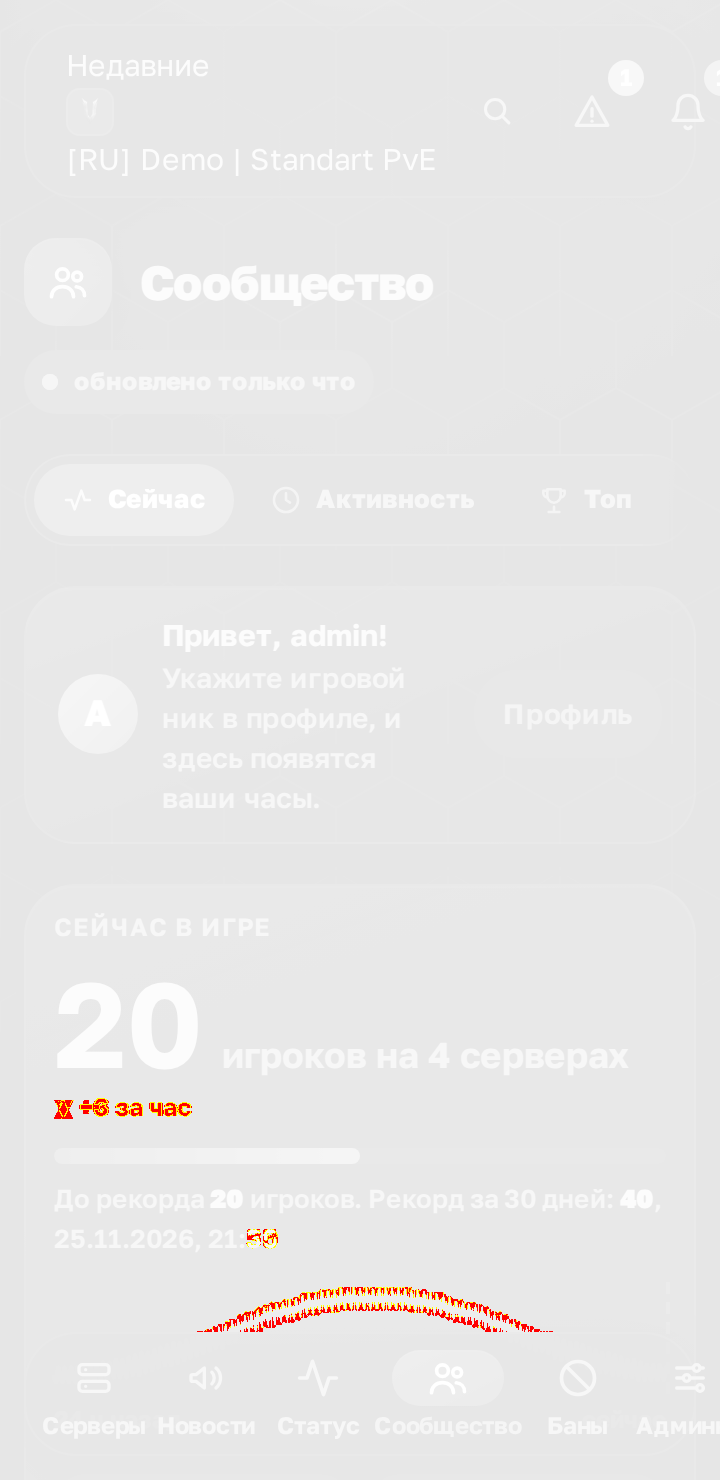 Недавние
1
[RU] Demo | Standart PvE
Сообщество
обновлено только что
Сейчас Активность Топ
Привет, admin!
Укажите игровой
ник в профиле, и
здесь появятся
ваши часы.
A
Профиль
СЕЙЧАС В ИГРЕ
20 игроков на 4 серверах
за час
До рекорда 20 игроков. Рекорд за 30 дней: 40,
25.11.2026, 21:
Серверы Новости Статус Сообщество Баны